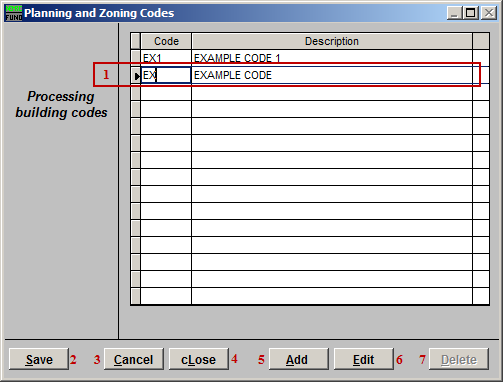 FUND Planning and Zoning Codes
Code Description
EX1 EXAMPLE CODE 1
1 EX EXAMPLE CODE
Processing
building codes
Save 2 3 Cancel cLose 4 5 Add Edit 6 7 Delete